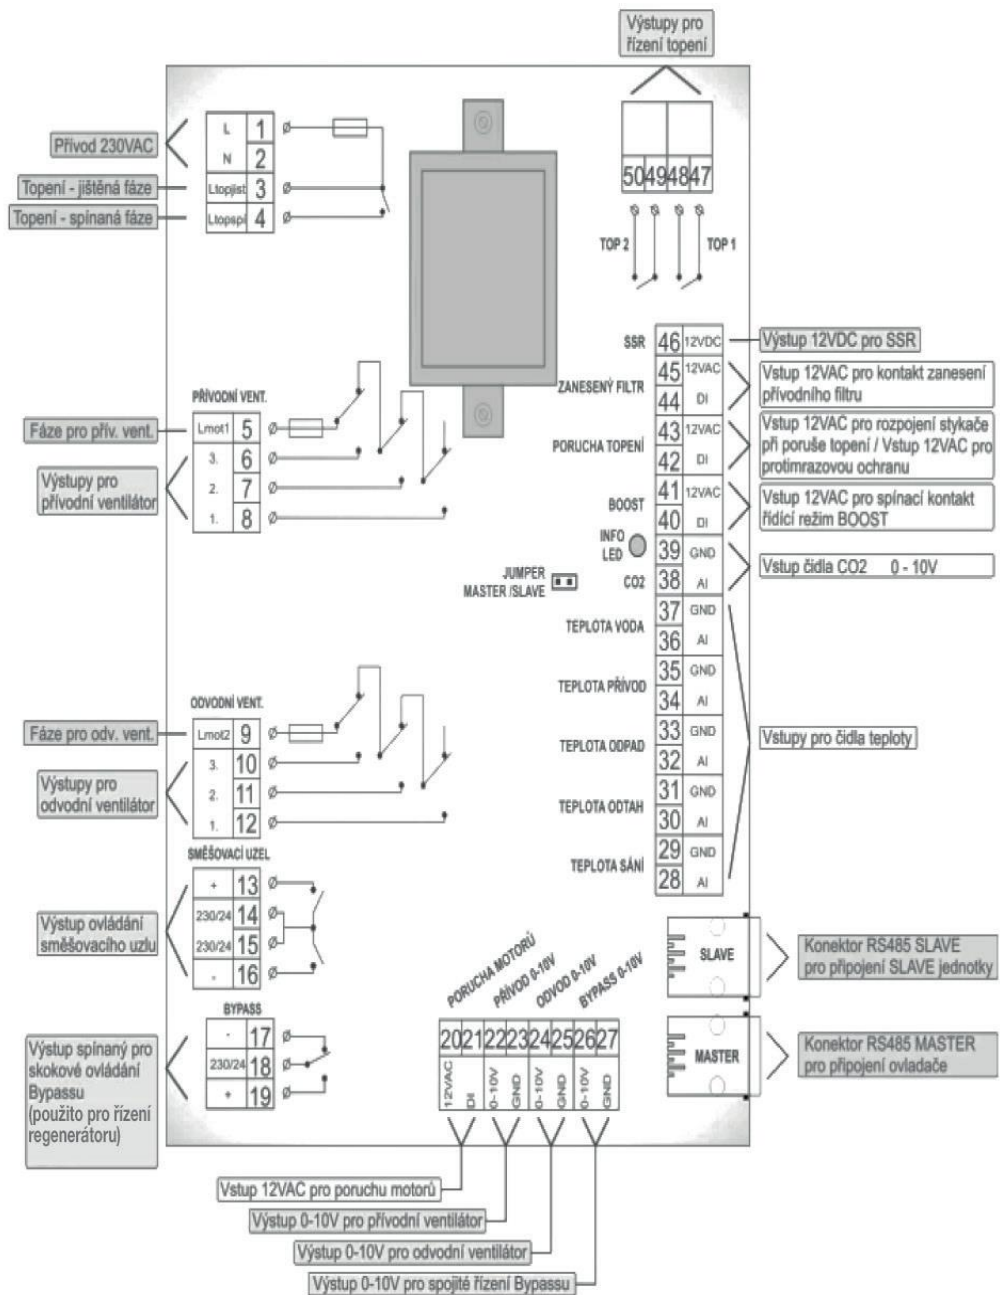 Výstupy pro
řízení topení
Přívod 230VAC
L 1
N 2
Topení - jištěná fáze
Ltopjist 3
Topení - spínaná fáze
Ltopspí 4
50 49 48 47
TOP 2
TOP 1
SSR 46 12VDC
Výstup 12VDC pro SSR
ZANESENÝ FILTR
45 12VAC
44 DI
Vstup 12VAC pro kontakt zanesení
přívodního filtru
PORUCHA TOPENÍ
43 12VAC
42 DI
Vstup 12VAC pro rozpojení stykače
při poruše topení / Vstup 12VAC pro
protimrazovou ochranu
BOOST
41 12VAC
40 DI
Vstup 12VAC pro spínací kontakt
řídící režim BOOST
INFO
LED
CO2
39 GND
38 AI
Vstup čidla CO2 0 - 10V
JUMPER
MASTER /SLAVE
TEPLOTA VODA
37 GND
36 AI
TEPLOTA PŘÍVOD
35 GND
34 AI
TEPLOTA ODPAD
33 GND
32 AI
TEPLOTA ODTAH
31 GND
30 AI
TEPLOTA SÁNÍ
29 GND
28 AI
Vstupy pro čidla teploty
PŘÍVODNÍ VENT.
Fáze pro přív. vent.
Lmot1 5
3. 6
2. 7
1. 8
Výstupy pro
přívodní ventilátor
ODVODNÍ VENT.
Fáze pro odv. vent.
Lmot2 9
3. 10
2. 11
1. 12
Výstupy pro
odvodní ventilátor
SMĚŠOVACÍ UZEL
+ 13
230/24 14
230/24 15
- 16
Výstup ovládání
směšovacího uzlu
BYPASS
- 17
230/24 18
+ 19
Výstup spínaný pro
skokové ovládání
Bypassu
(použito pro řízení
regenerátoru)
PORUCHA MOTORŮ
PŘÍVOD 0-10V
ODVOD 0-10V
BYPASS 0-10V
20 21 22 23 24 25 26 27
12VAC
DI
0-10V
GND
0-10V
GND
0-10V
GND
SLAVE
Konektor RS485 SLAVE
pro připojení SLAVE jednotky
MASTER
Konektor RS485 MASTER
pro připojení ovladače
Vstup 12VAC pro poruchu motorů
Výstup 0-10V pro přívodní ventilátor
Výstup 0-10V pro odvodní ventilátor
Výstup 0-10V pro spojité řízení Bypassu